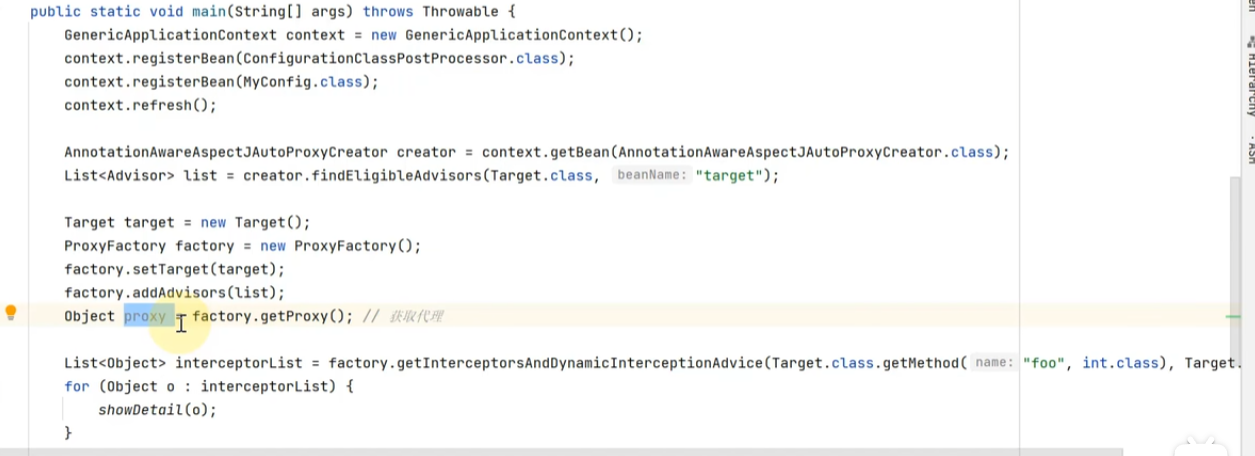 public static void main(String[] args) throws Throwable {
GenericApplicationContext context = new GenericApplicationContext();
context.registerBean(ConfigurationClassPostProcessor.class);
context.registerBean(MyConfig.class);
context.refresh();
AnnotationAwareAspectJAutoProxyCreator creator = context.getBean(AnnotationAwareAspectJAutoProxyCreator.class);
List<Advisor> list = creator.findEligibleAdvisors(Target.class, beanName: "target");
Target target = new Target();
ProxyFactory factory = new ProxyFactory();
factory.setTarget(target);
factory.addAdvisors(list);
Object proxy = factory.getProxy(); // 获取代理
List<Object> interceptorList = factory.getInterceptorsAndDynamicInterceptionAdvice(Target.class.getMethod( name: "foo", int.class), Target.
for (Object o : interceptorList) {
showDetail(o);
}
Hierarchy